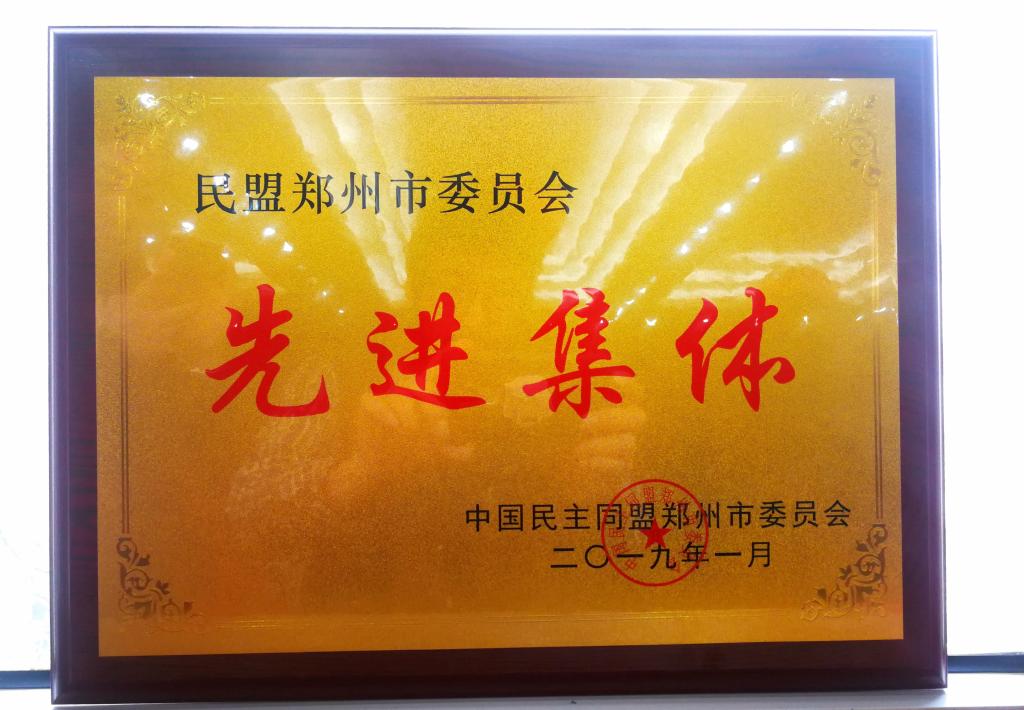 民盟郑州市委员会
先进集体
中国民主同盟郑州市委员会
二〇一九年一月